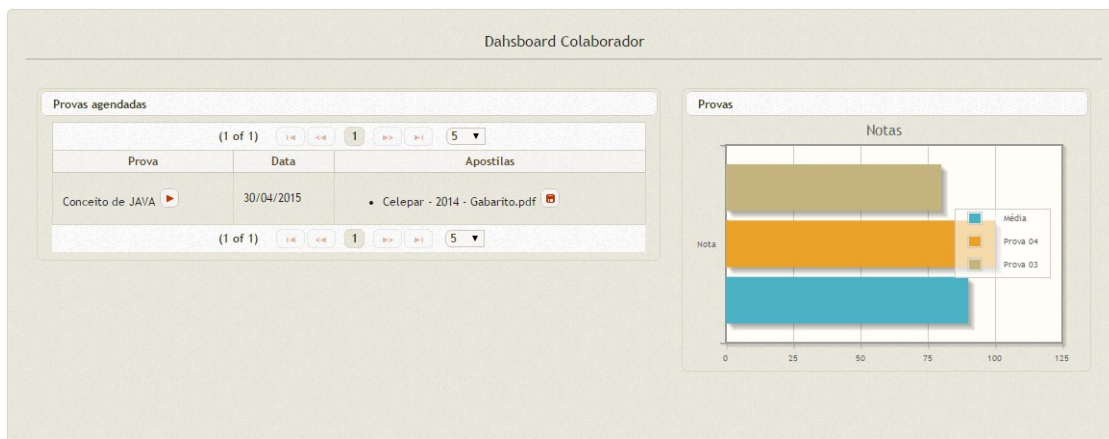 Dahsboard Colaborador
Provas agendadas
(1 of 1) 1 5
Prova Data Apostilas
Conceito de JAVA 30/04/2015 • Celepar - 2014 - Gabarito.pdf
(1 of 1) 1 5
Provas
Notas
Média
Prova 04
Prova 03
Nota
0 25 50 75 100 125